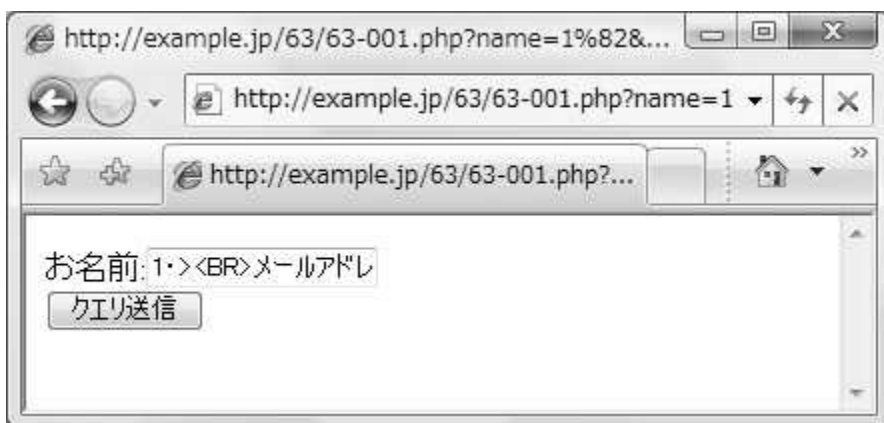 http://example.jp/63/63-001.php?name=1%82&...
http://example.jp/63/63-001.php?name=1
http://example.jp/63/63-001.php?...
お名前:1・><BR>メールアドレ
クエリ送信